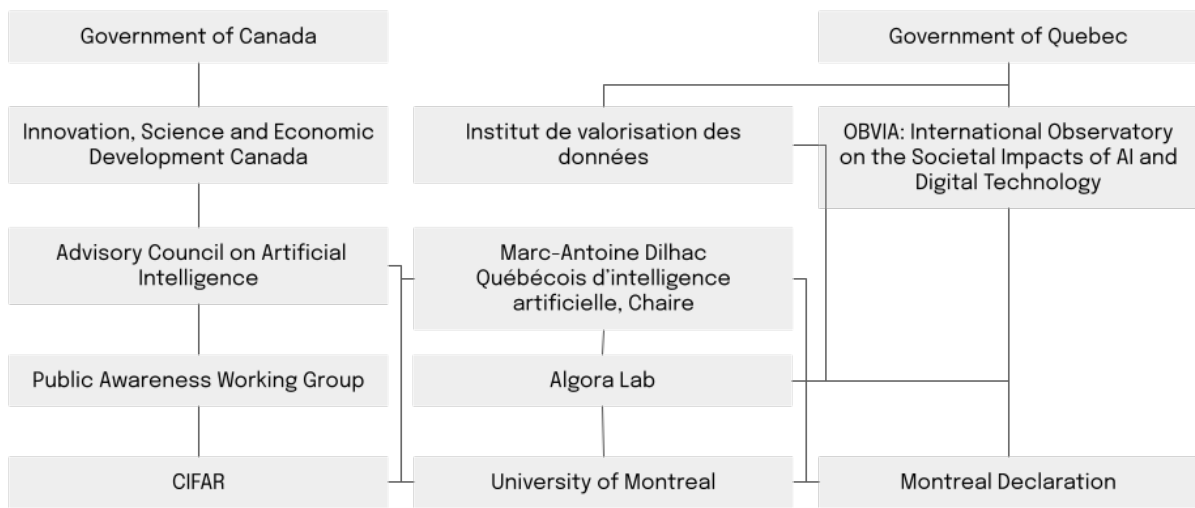 Government of Canada
Government of Quebec
Innovation, Science and Economic
Development Canada
Institut de valorisation des
données
OBVIA: International Observatory
on the Societal Impacts of AI and
Digital Technology
Advisory Council on Artificial
Intelligence
Marc-Antoine Dilhac
Québécois d'intelligence
artificielle, Chaire
Public Awareness Working Group
Algora Lab
CIFAR
University of Montreal
Montreal Declaration